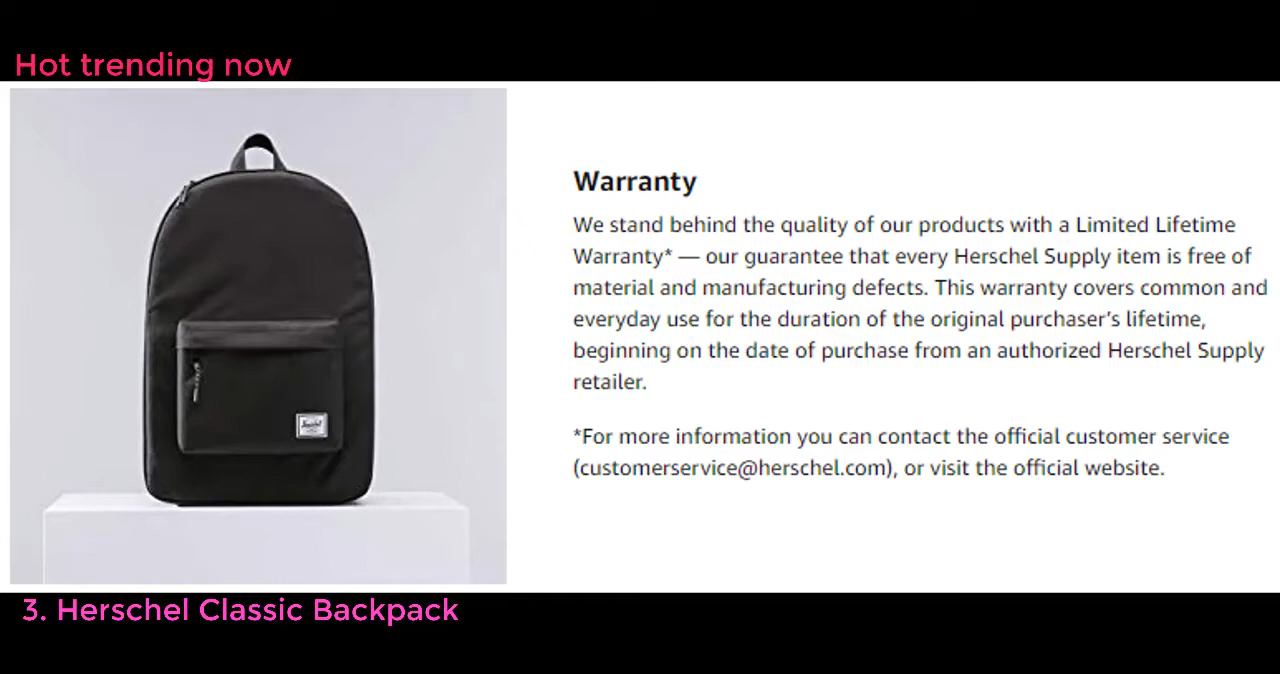 Hot trending now
Warranty
We stand behind the quality of our products with a Limited Lifetime
Warranty* — our guarantee that every Herschel Supply item is free of
material and manufacturing defects. This warranty covers common and
everyday use for the duration of the original purchaser's lifetime,
beginning on the date of purchase from an authorized Herschel Supply
retailer.
*For more information you can contact the official customer service
(customerservice@herschel.com), or visit the official website.
Herschel
3. Herschel Classic Backpack